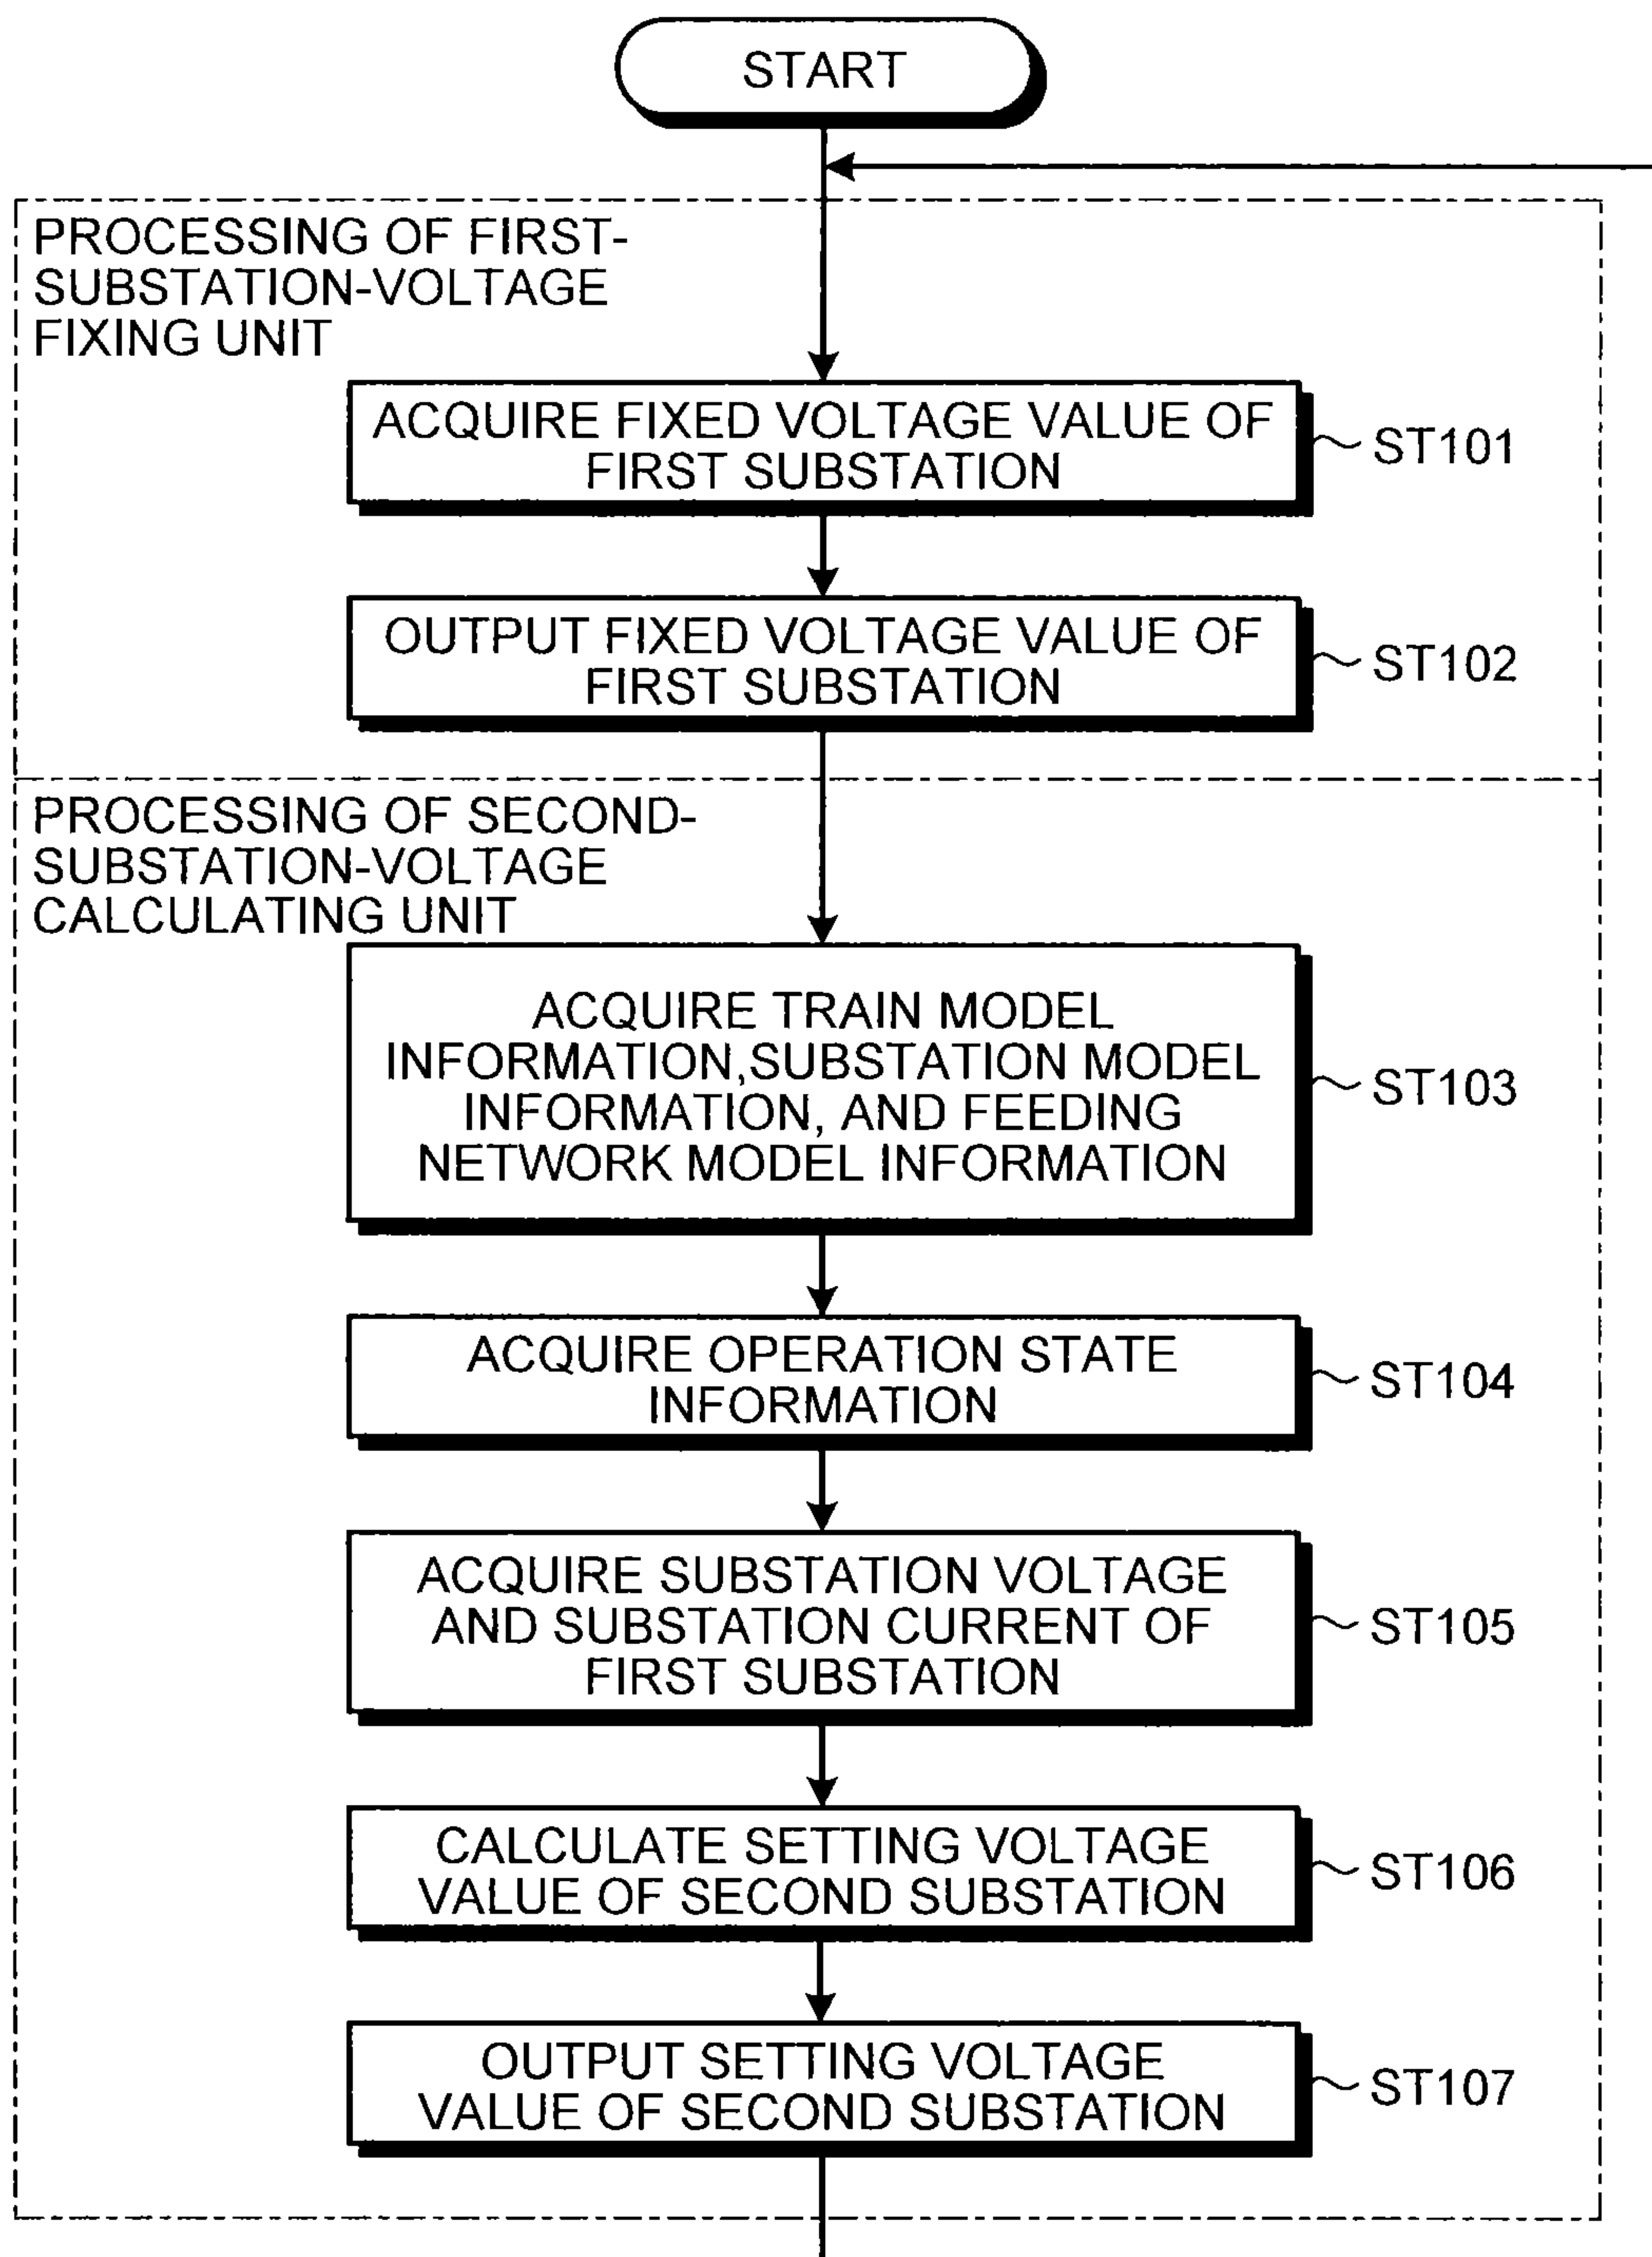 START
PROCESSING OF FIRST-
SUBSTATION-VOLTAGE
FIXING UNIT
ACQUIRE FIXED VOLTAGE VALUE OF
FIRST SUBSTATION
ST101
OUTPUT FIXED VOLTAGE VALUE OF
FIRST SUBSTATION
ST102
PROCESSING OF SECOND-
SUBSTATION-VOLTAGE
CALCULATING UNIT
ACQUIRE TRAIN MODEL
INFORMATION,SUBSTATION MODEL
INFORMATION, AND FEEDING
NETWORK MODEL INFORMATION
ST103
ACQUIRE OPERATION STATE
INFORMATION
ST104
ACQUIRE SUBSTATION VOLTAGE
AND SUBSTATION CURRENT OF
FIRST SUBSTATION
ST105
CALCULATE SETTING VOLTAGE
VALUE OF SECOND SUBSTATION
ST106
OUTPUT SETTING VOLTAGE
VALUE OF SECOND SUBSTATION
ST107